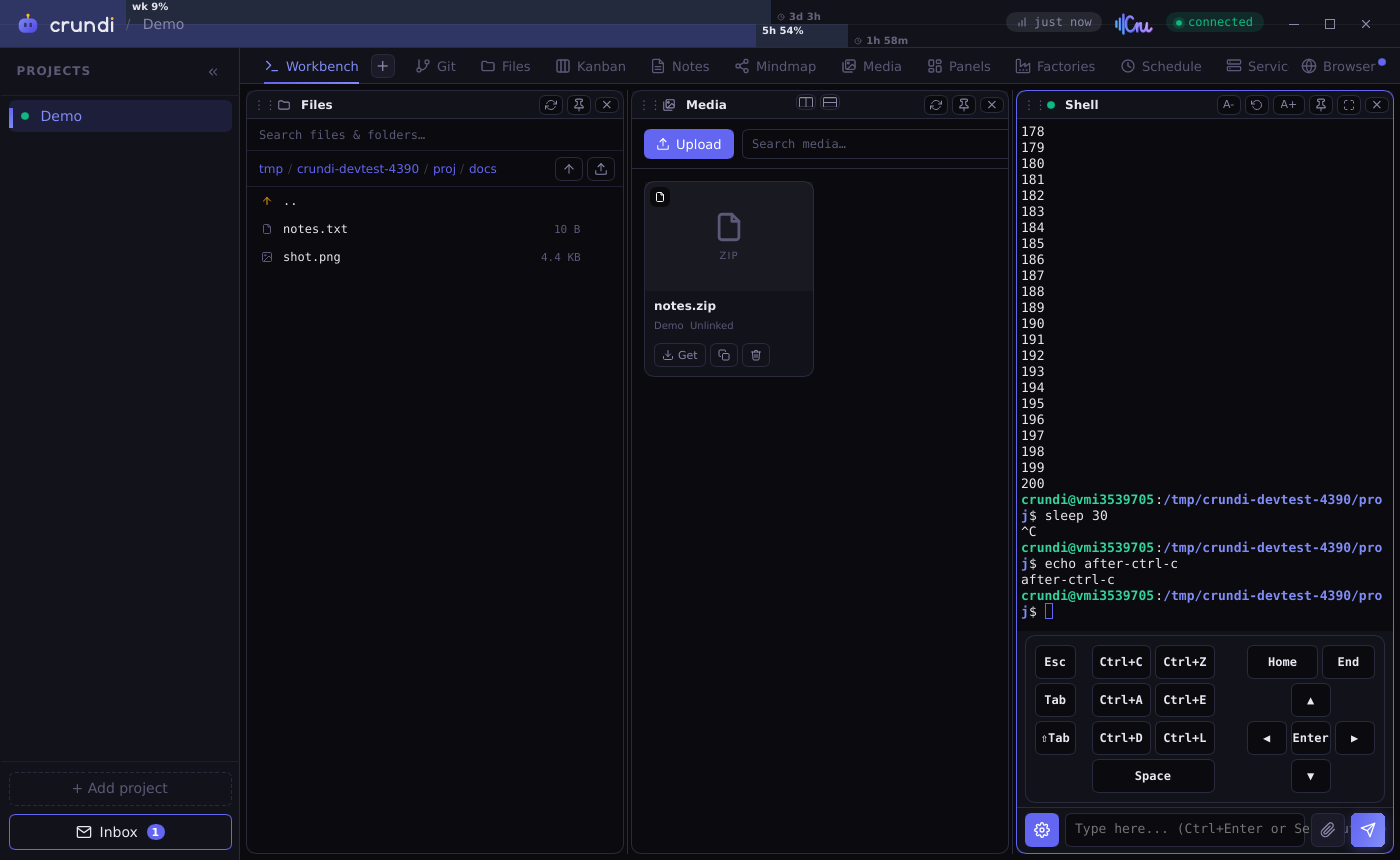 wk 9%
3d 3h
crundi / Demo
5h 54%
1h 58m
just now
Cru
connected
PROJECTS
«
Workbench
+
Git
Files
Kanban
Notes
Mindmap
Media
Panels
Factories
Schedule
Servic
Browser
Demo
+ Add project
Inbox 1
Files
Search files & folders…
tmp / crundi-devtest-4390 / proj / docs
..
notes.txt 10 B
shot.png 4.4 KB
Media
Upload
Search media…
ZIP
notes.zip
Demo Unlinked
Get
Shell
A-
A+
178
179
180
181
182
183
184
185
186
187
188
189
190
191
192
193
194
195
196
197
198
199
200
crundi@vmi3539705:/tmp/crundi-devtest-4390/pro
j$ sleep 30
^C
crundi@vmi3539705:/tmp/crundi-devtest-4390/pro
j$ echo after-ctrl-c
after-ctrl-c
crundi@vmi3539705:/tmp/crundi-devtest-4390/pro
j$
Esc Ctrl+C Ctrl+Z Home End
Tab Ctrl+A Ctrl+E ▲
⇧Tab Ctrl+D Ctrl+L ◀ Enter ▶
Space ▼
Type here... (Ctrl+Enter or Se